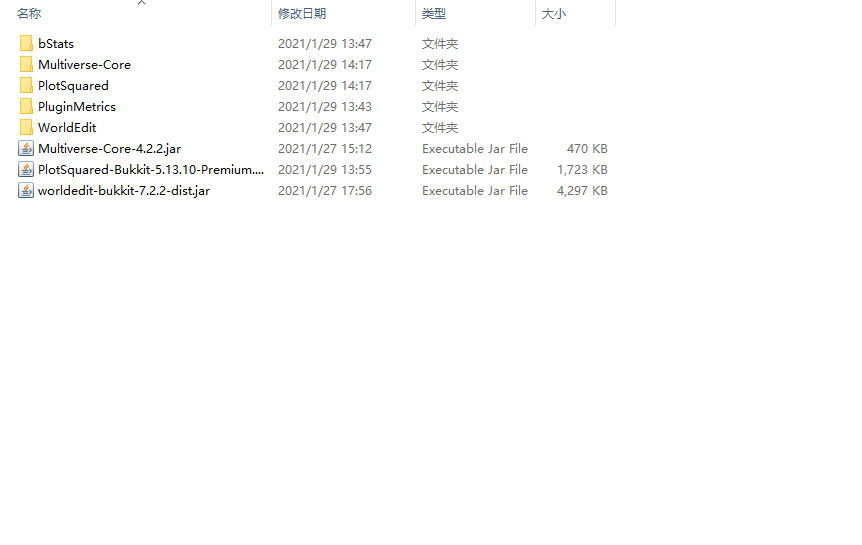 名称 修改日期 类型 大小
bStats 2021/1/29 13:47 文件夹
Multiverse-Core 2021/1/29 14:17 文件夹
PlotSquared 2021/1/29 14:17 文件夹
PluginMetrics 2021/1/29 13:43 文件夹
WorldEdit 2021/1/29 13:47 文件夹
Multiverse-Core-4.2.2.jar 2021/1/27 15:12 Executable Jar File 470 KB
PlotSquared-Bukkit-5.13.10-Premium.... 2021/1/29 13:55 Executable Jar File 1,723 KB
worldedit-bukkit-7.2.2-dist.jar 2021/1/27 17:56 Executable Jar File 4,297 KB